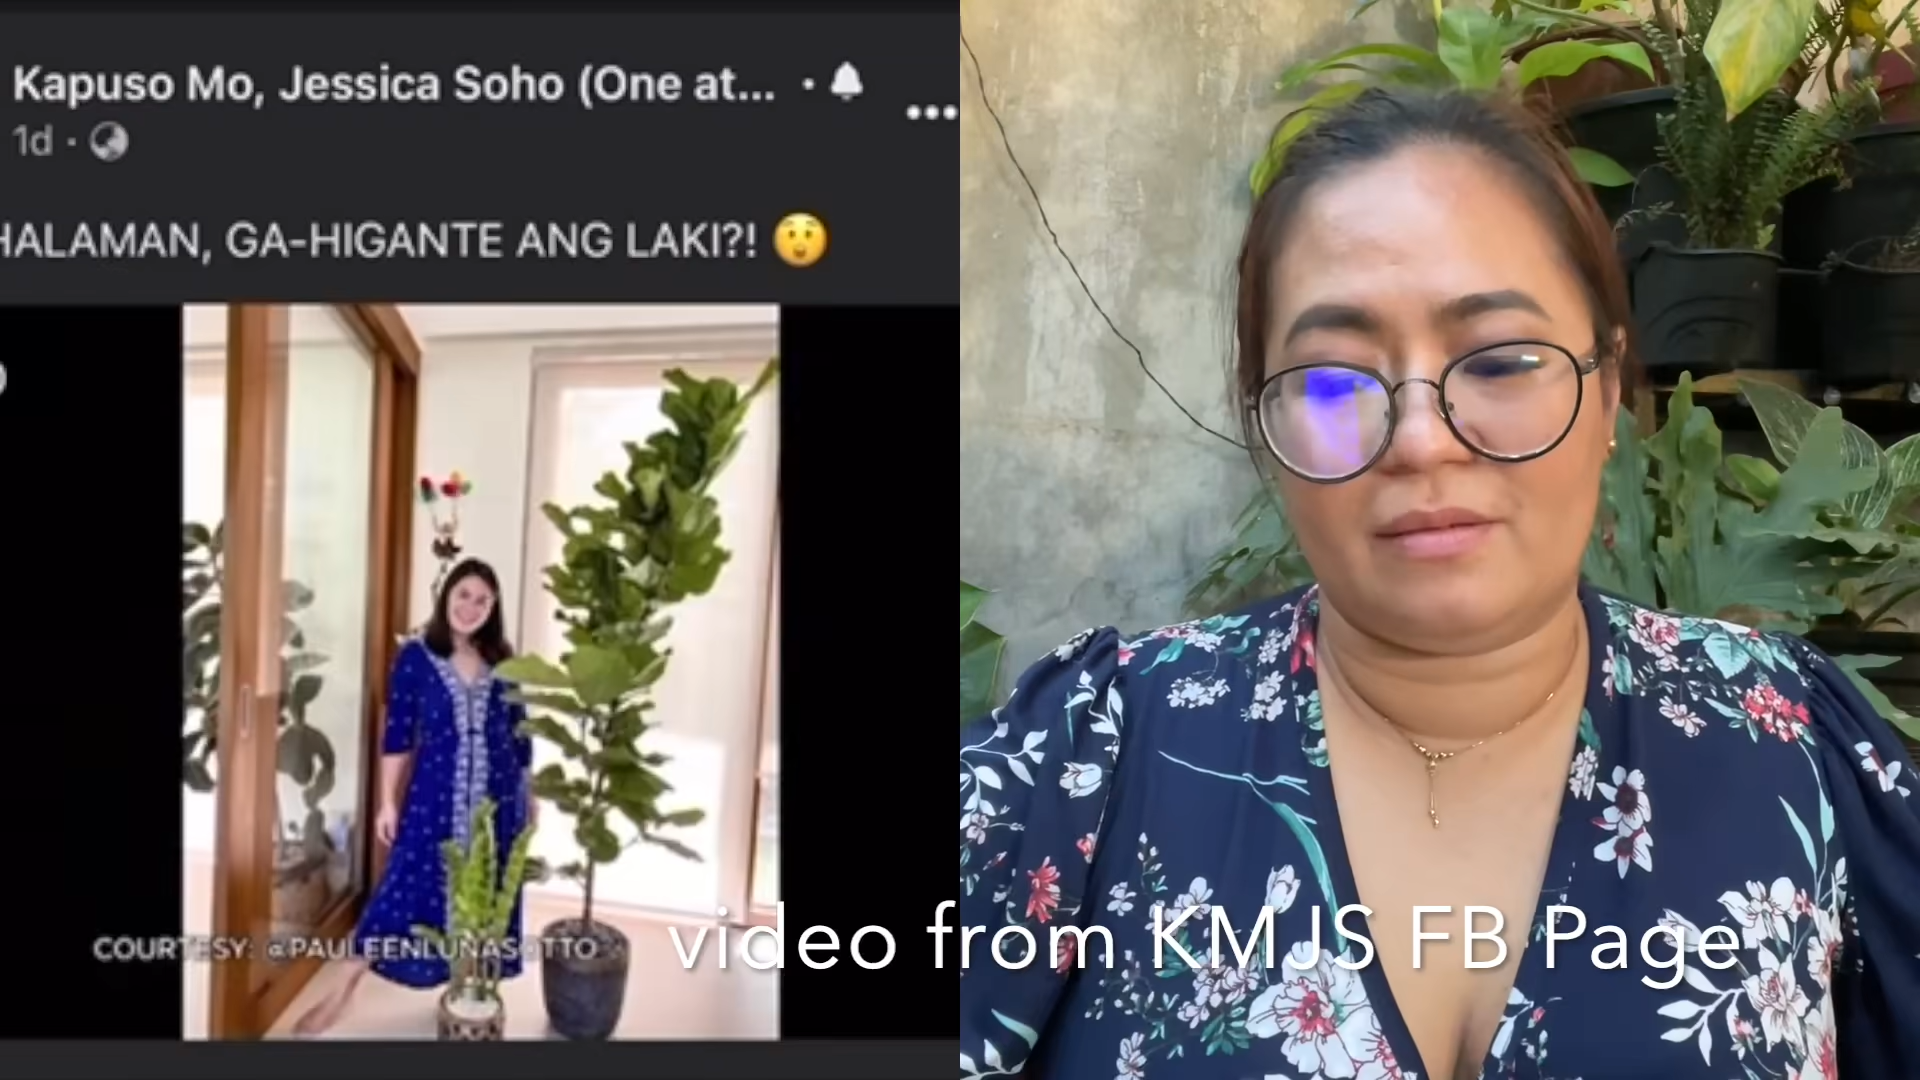 Kapuso Mo, Jessica Soho (One at...
1d
HALAMAN, GA-HIGANTE ANG LAKI?!
COURTESY: @PAULEENLUNASOTTO
video from KMJS FB Page